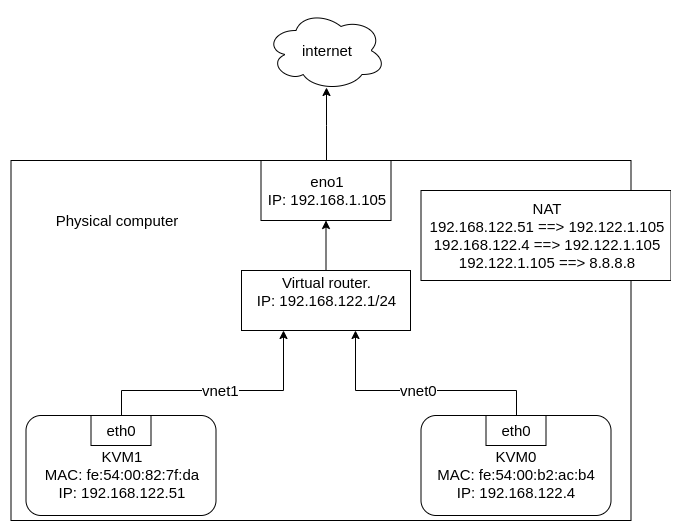 internet
eno1
IP: 192.168.1.105
Physical computer
NAT
192.168.122.51 ==> 192.122.1.105
192.168.122.4 ==> 192.122.1.105
192.122.1.105 ==> 8.8.8.8
Virtual router.
IP: 192.168.122.1/24
vnet1
vnet0
eth0
KVM1
MAC: fe:54:00:82:7f:da
IP: 192.168.122.51
eth0
KVM0
MAC: fe:54:00:b2:ac:b4
IP: 192.168.122.4